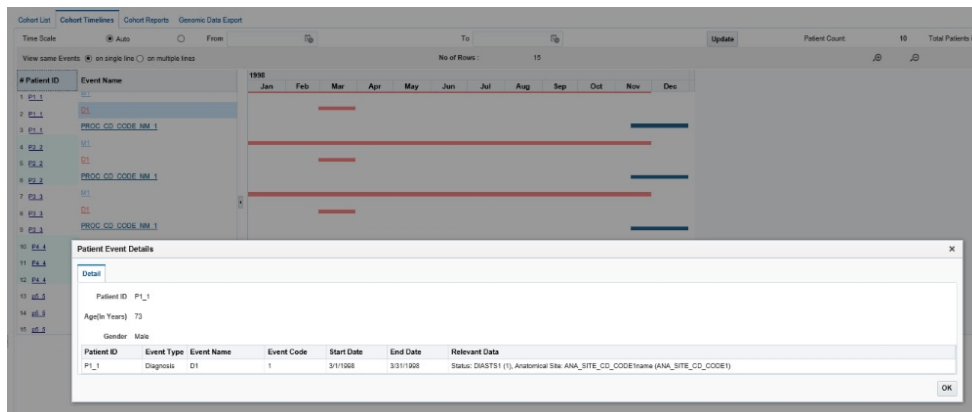 Cohort List Cohort Timelines Cohort Reports Genomic Data Export
Time Scale Auto From To Update Patient Count: 10 Total Patients
View same Events on single line on multiple lines No of Rows : 15
# Patient ID Event Name 1998
Jan Feb Mar Apr May Jun Jul Aug Sep Oct Nov Dec
1 P1_1 M1
2 P1_1 D1
3 P1_1 PROC_CD_CODE_NM_1
4 P2_2 M1
5 P2_2 D1
6 P2_2 PROC_CD_CODE_NM_1
7 P3_3 M1
8 P3_3 D1
9 P3_3 PROC_CD_CODE_NM_1
10 P4_4
11 P4_4
12 P4_4
13 p5_5
14 p5_5
15 p5_5
Patient Event Details
Detail
Patient ID P1_1
Age(In Years) 73
Gender Male
Patient ID Event Type Event Name Event Code Start Date End Date Relevant Data
P1_1 Diagnosis D1 1 3/1/1998 3/31/1998 Status: DIASTS1 (1), Anatomical Site: ANA_SITE_CD_CODE1name (ANA_SITE_CD_CODE1)
OK